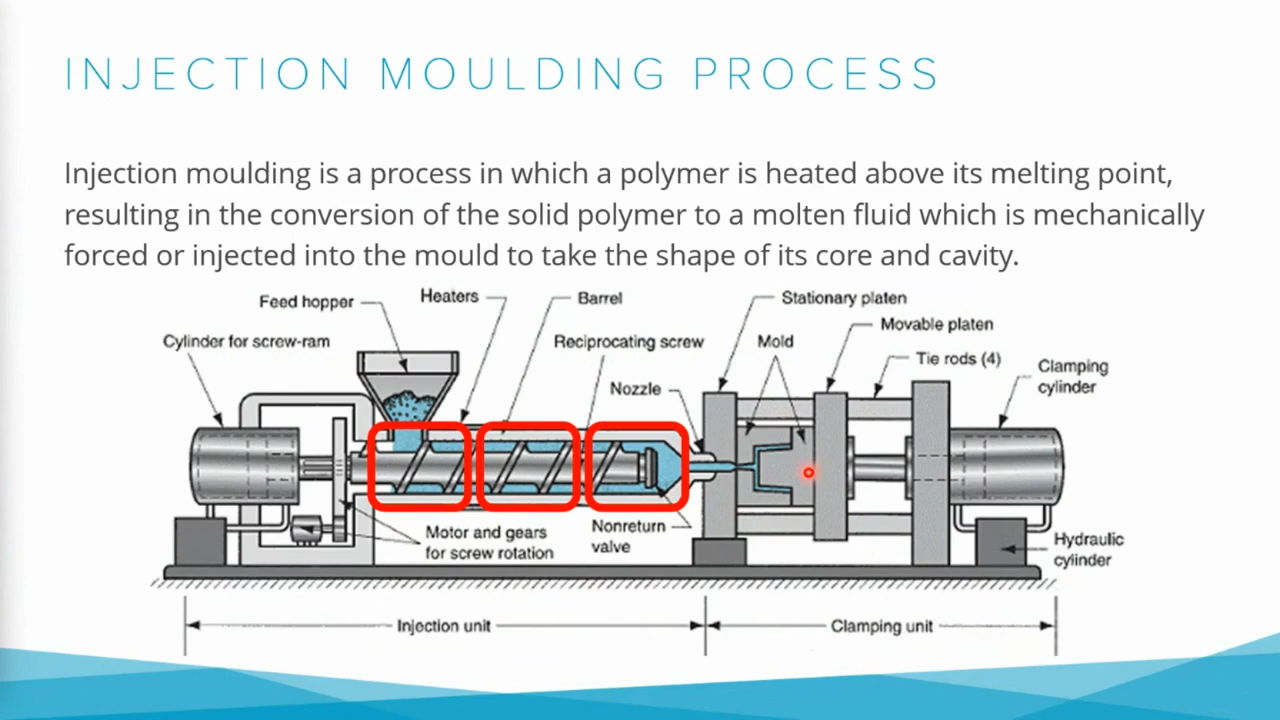 INJECTION MOULDING PROCESS
Injection moulding is a process in which a polymer is heated above its melting point,
resulting in the conversion of the solid polymer to a molten fluid which is mechanically
forced or injected into the mould to take the shape of its core and cavity.
Feed hopper
Heaters
Barrel
Stationary platen
Movable platen
Cylinder for screw-ram
Reciprocating screw
Mold
Tie rods (4)
Clamping
cylinder
Nozzle
Motor and gears
for screw rotation
Nonreturn
valve
Hydraulic
cylinder
Injection unit
Clamping unit